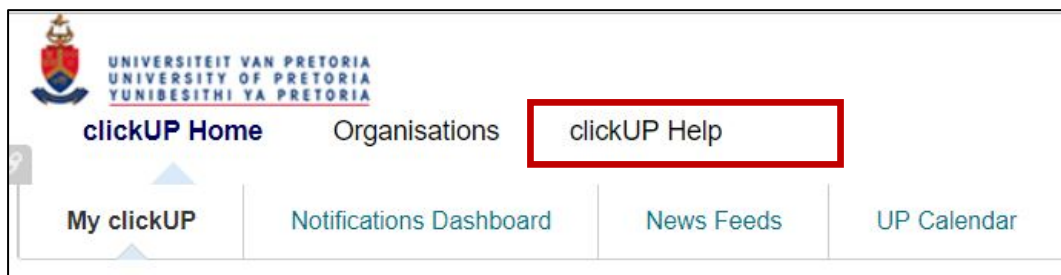 UNIVERSITEIT VAN PRETORIA
UNIVERSITY OF PRETORIA
YUNIBESITHI YA PRETORIA
clickUP Home Organisations clickUP Help
My clickUP Notifications Dashboard News Feeds UP Calendar